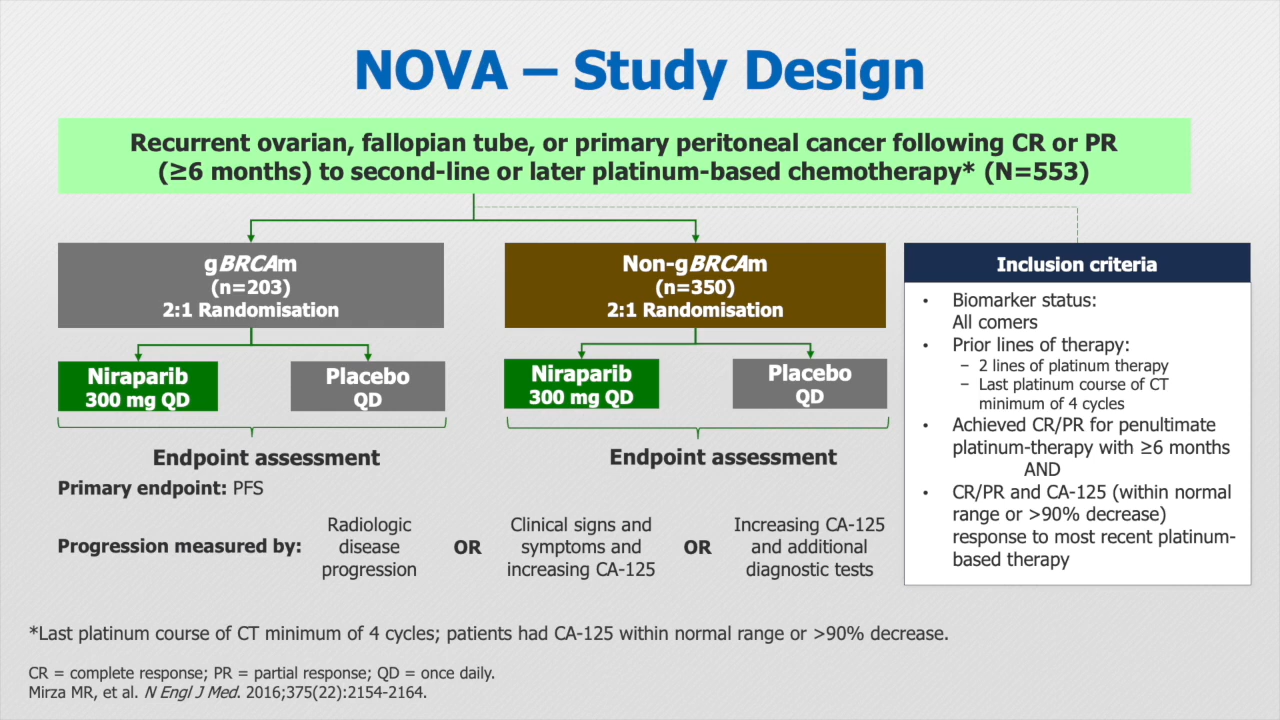 NOVA – Study Design
Recurrent ovarian, fallopian tube, or primary peritoneal cancer following CR or PR
(≥6 months) to second-line or later platinum-based chemotherapy* (N=553)
gBRCAm
(n=203)
2:1 Randomisation
Niraparib
300 mg QD
Placebo
QD
Non-gBRCAm
(n=350)
2:1 Randomisation
Niraparib
300 mg QD
Placebo
QD
Endpoint assessment
Endpoint assessment
Primary endpoint: PFS
Progression measured by:
Radiologic
disease
progression
OR
Clinical signs and
symptoms and
increasing CA-125
OR
Increasing CA-125
and additional
diagnostic tests
Inclusion criteria
• Biomarker status:
All comers
• Prior lines of therapy:
– 2 lines of platinum therapy
– Last platinum course of CT
minimum of 4 cycles
• Achieved CR/PR for penultimate
platinum-therapy with ≥6 months
AND
• CR/PR and CA-125 (within normal
range or >90% decrease)
response to most recent platinum-
based therapy
*Last platinum course of CT minimum of 4 cycles; patients had CA-125 within normal range or >90% decrease.
CR = complete response; PR = partial response; QD = once daily.
Mirza MR, et al. N Engl J Med. 2016;375(22):2154-2164.